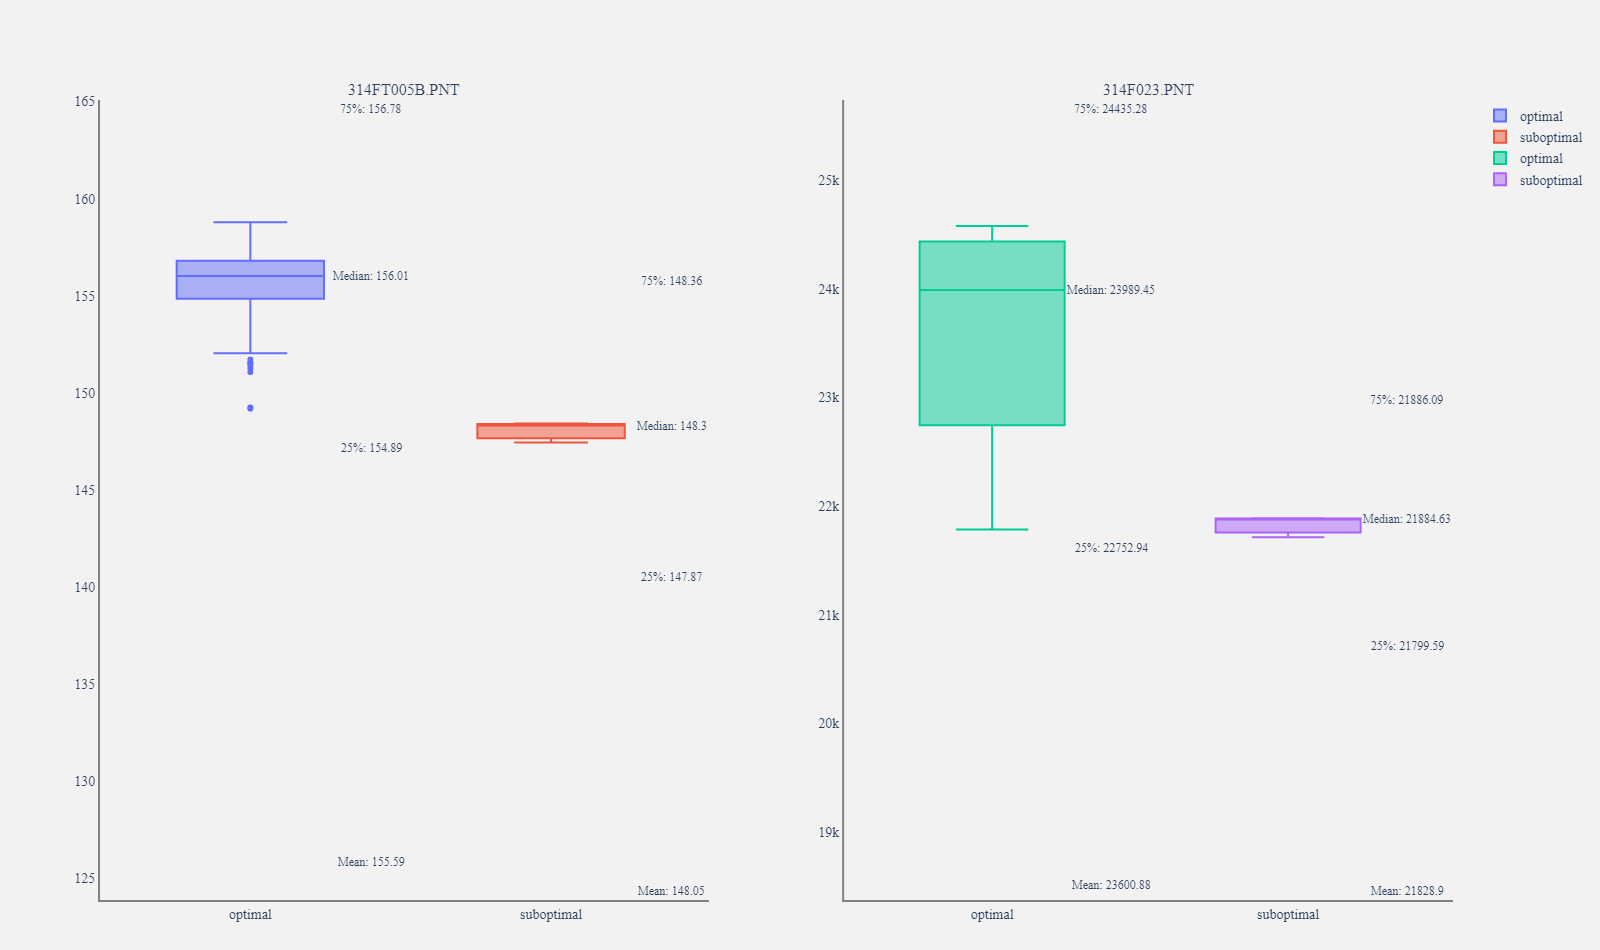 314FT005B.PNT
165
160
155
150
145
140
135
130
125
75%: 156.78
Median: 156.01
25%: 154.89
Mean: 155.59
75%: 148.36
Median: 148.3
25%: 147.87
Mean: 148.05
optimal
suboptimal
314F023.PNT
25k
24k
23k
22k
21k
20k
19k
75%: 24435.28
Median: 23989.45
25%: 22752.94
Mean: 23600.88
75%: 21886.09
Median: 21884.63
25%: 21799.59
Mean: 21828.9
optimal
suboptimal
optimal
suboptimal
optimal
suboptimal